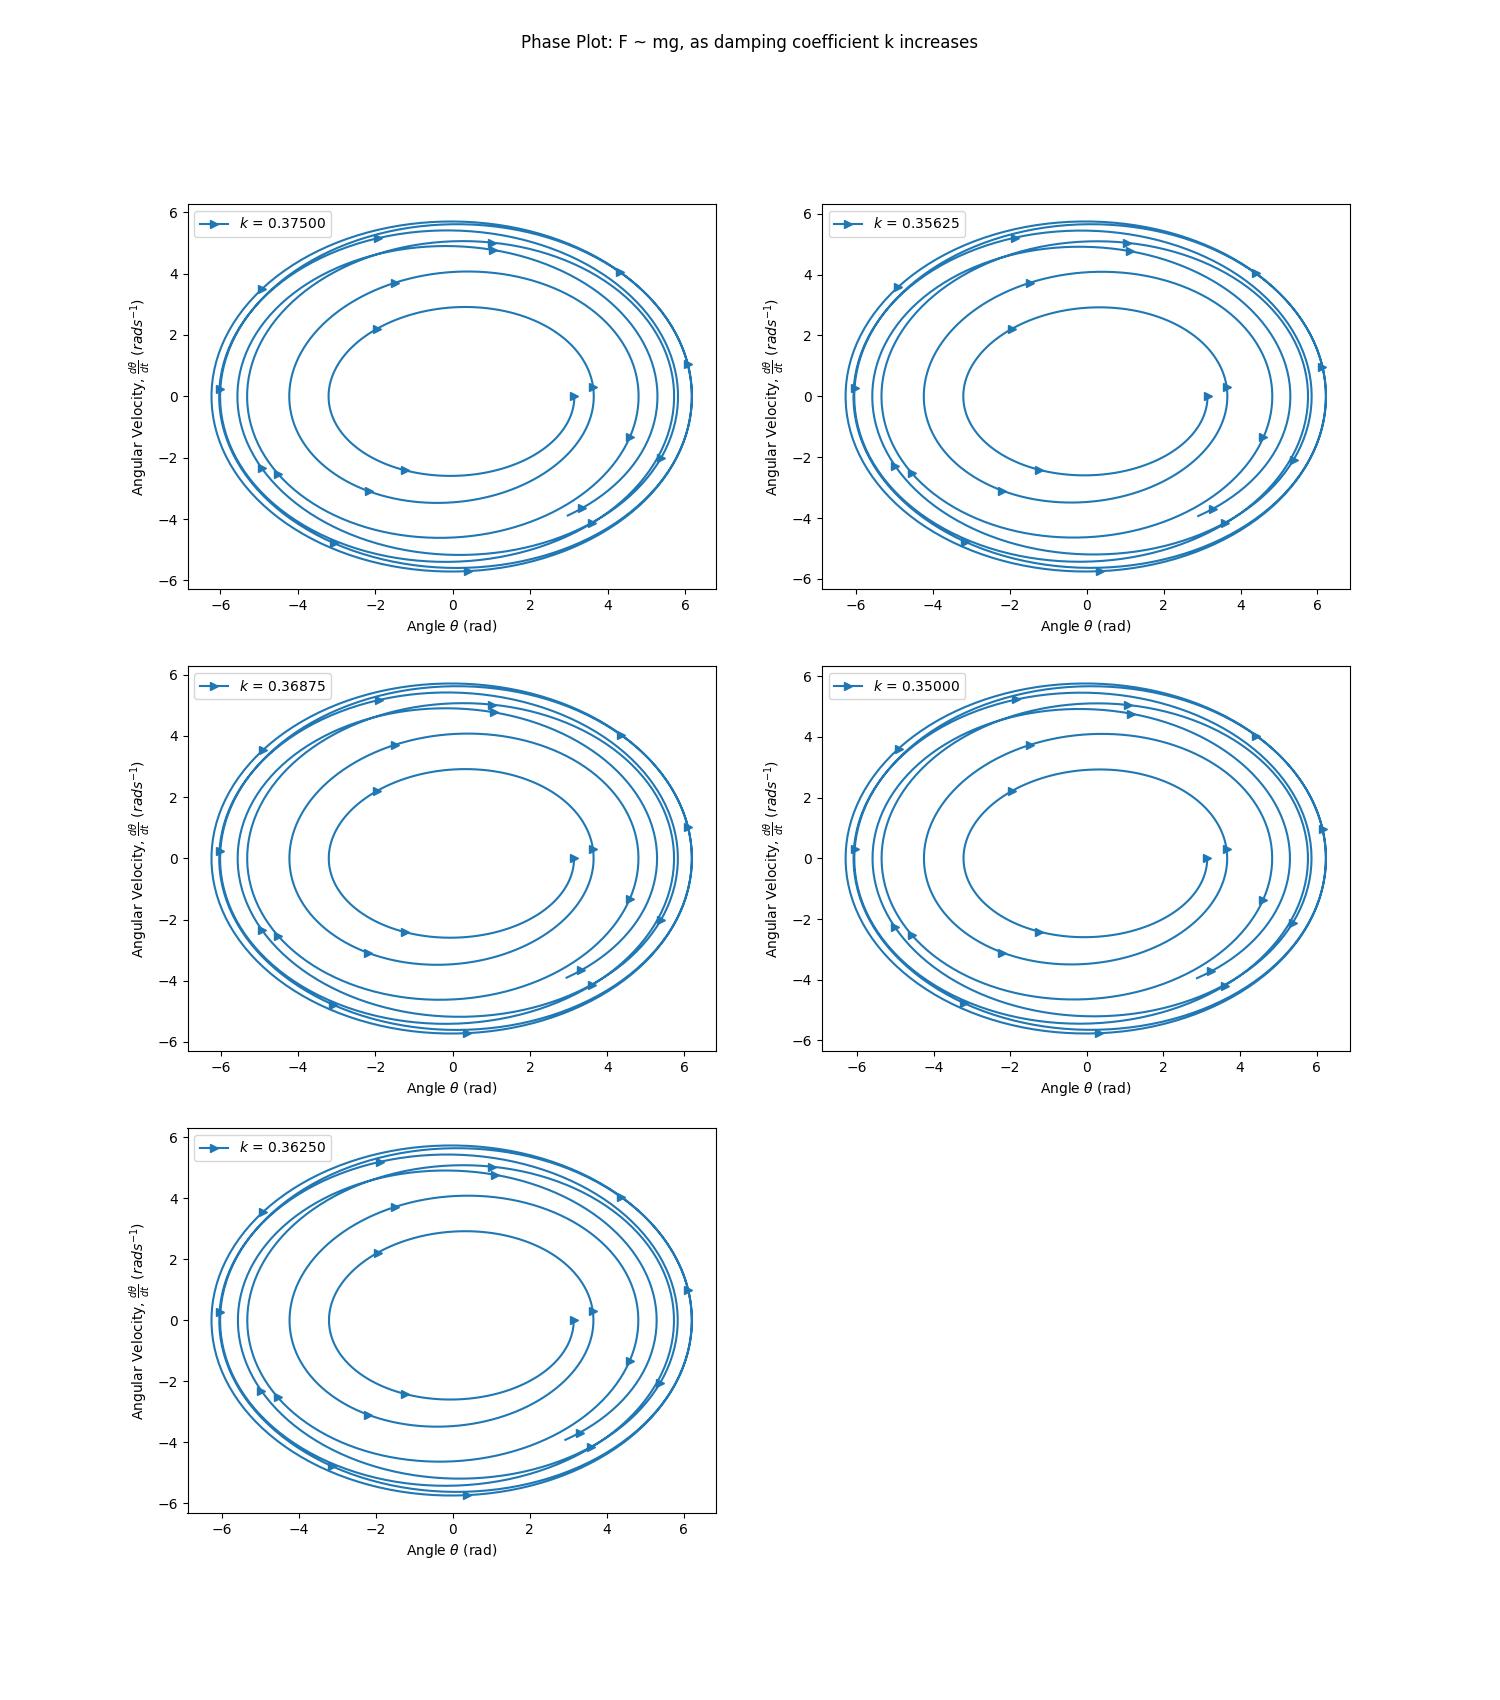 Phase Plot: F ~ mg, as damping coefficient k increases
k = 0.37500
6
4
2
0
−2
−4
−6
Angular Velocity, dθ/dt (rads⁻¹)
−6 −4 −2 0 2 4 6
Angle θ (rad)
k = 0.35625
6
4
2
0
−2
−4
−6
Angular Velocity, dθ/dt (rads⁻¹)
−6 −4 −2 0 2 4 6
Angle θ (rad)
k = 0.36875
6
4
2
0
−2
−4
−6
Angular Velocity, dθ/dt (rads⁻¹)
−6 −4 −2 0 2 4 6
Angle θ (rad)
k = 0.35000
6
4
2
0
−2
−4
−6
Angular Velocity, dθ/dt (rads⁻¹)
−6 −4 −2 0 2 4 6
Angle θ (rad)
k = 0.36250
6
4
2
0
−2
−4
−6
Angular Velocity, dθ/dt (rads⁻¹)
−6 −4 −2 0 2 4 6
Angle θ (rad)